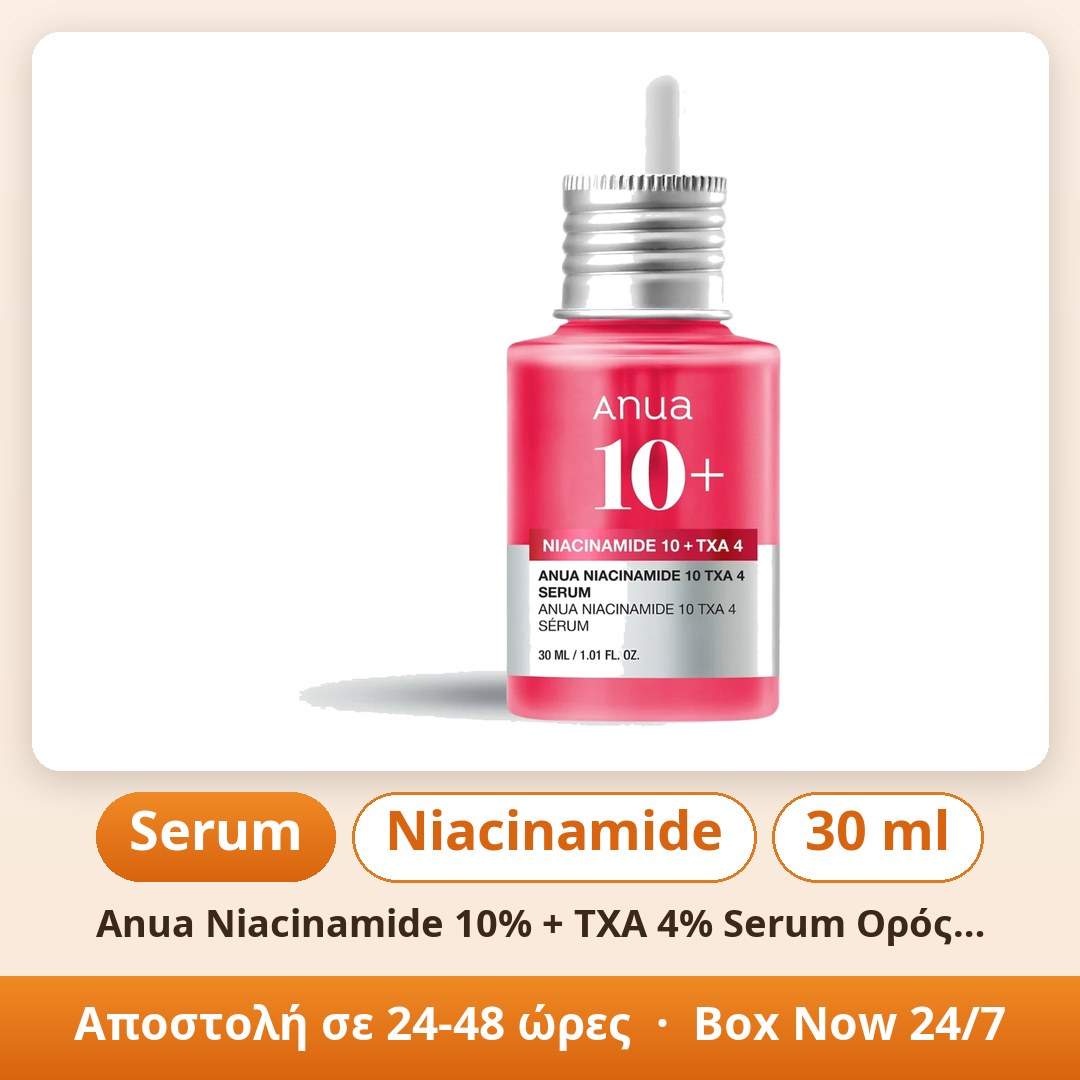 Anua
10+
NIACINAMIDE 10 + TXA 4
ANUA NIACINAMIDE 10 TXA 4
SERUM
ANUA NIACINAMIDE 10 TXA 4
SÉRUM
30 ML / 1.01 FL. OZ.
Serum Niacinamide 30 ml
Anua Niacinamide 10% + TXA 4% Serum Ορός...
Αποστολή σε 24-48 ώρες · Box Now 24/7